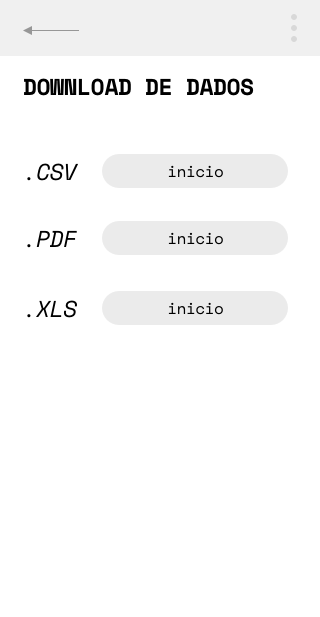 DOWNLOAD DE DADOS
.CSV inicio
.PDF inicio
.XLS inicio